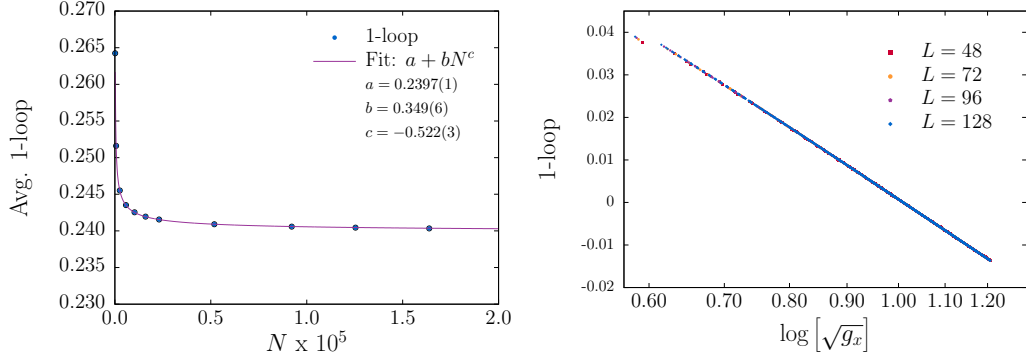 0.270
0.265
0.260
0.255
0.250
0.245
0.240
0.235
0.230
0.0
0.5
1.0
1.5
2.0
Avg. 1-loop
N x 10^5
1-loop
Fit: a + bN^c
a = 0.2397(1)
b = 0.349(6)
c = −0.522(3)
0.04
0.03
0.02
0.01
0
-0.01
-0.02
0.60
0.70
0.80
0.90
1.00
1.10
1.20
1-loop
log [√g_x]
L = 48
L = 72
L = 96
L = 128